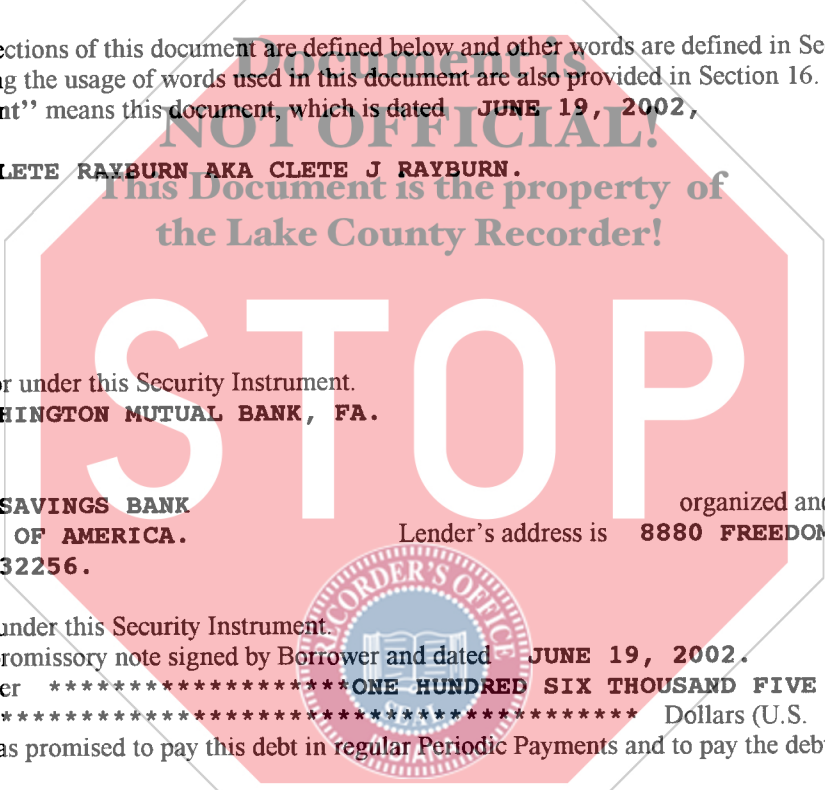 ections of this document are defined below and other words are defined in Se
g the usage of words used in this document are also provided in Section 16.
nt” means this document, which is dated JUNE 19, 2002,
LETE RAYBURN AKA CLETE J RAYBURN.
Document is
NOT OFFICIAL!
This Document is the property of
the Lake County Recorder!
STOP
r under this Security Instrument.
HINGTON MUTUAL BANK, FA.
SAVINGS BANK organized and
OF AMERICA. Lender’s address is 8880 FREEDOM
32256.
under this Security Instrument.
romissory note signed by Borrower and dated JUNE 19, 2002.
er *******************ONE HUNDRED SIX THOUSAND FIVE
**************************************** Dollars (U.S.
as promised to pay this debt in regular Periodic Payments and to pay the deb
RECORDER'S OFFICE
SEAL